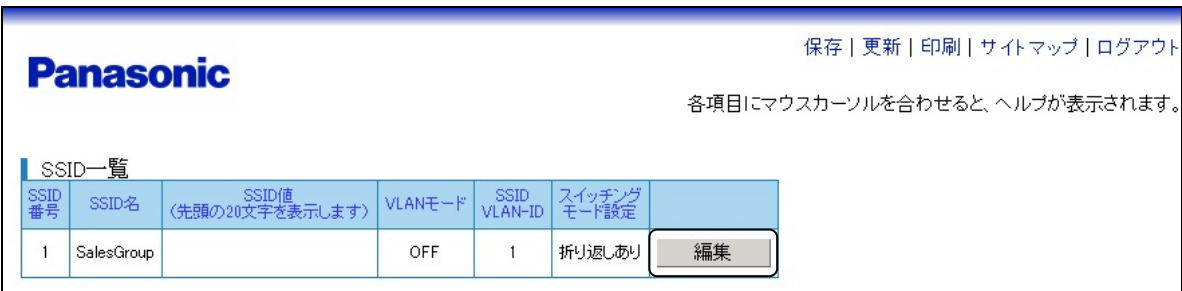 保存 | 更新 | 印刷 | サイトマップ | ログアウト
Panasonic
各項目にマウスカーソルを合わせると、ヘルプが表示されます。
SSID一覧
SSID番号 SSID名 SSID値(先頭の20文字を表示します) VLANモード SSID VLAN-ID スイッチングモード設定
1 SalesGroup OFF 1 折り返しあり 編集